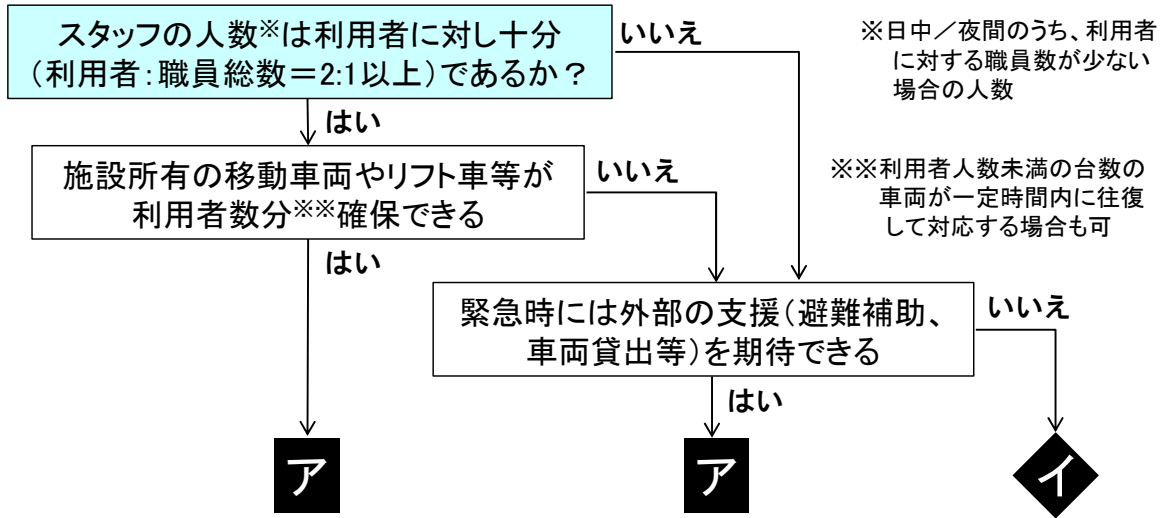 スタッフの人数※は利用者に対し十分
（利用者：職員総数＝2:1以上）であるか？
いいえ
※日中／夜間のうち、利用者
に対する職員数が少ない
場合の人数
はい
施設所有の移動車両やリフト車等が
利用者数分※※確保できる
いいえ
※※利用者人数未満の台数の
車両が一定時間内に往復
して対応する場合も可
はい
緊急時には外部の支援（避難補助、
車両貸出等）を期待できる
いいえ
はい
ア
ア
イ